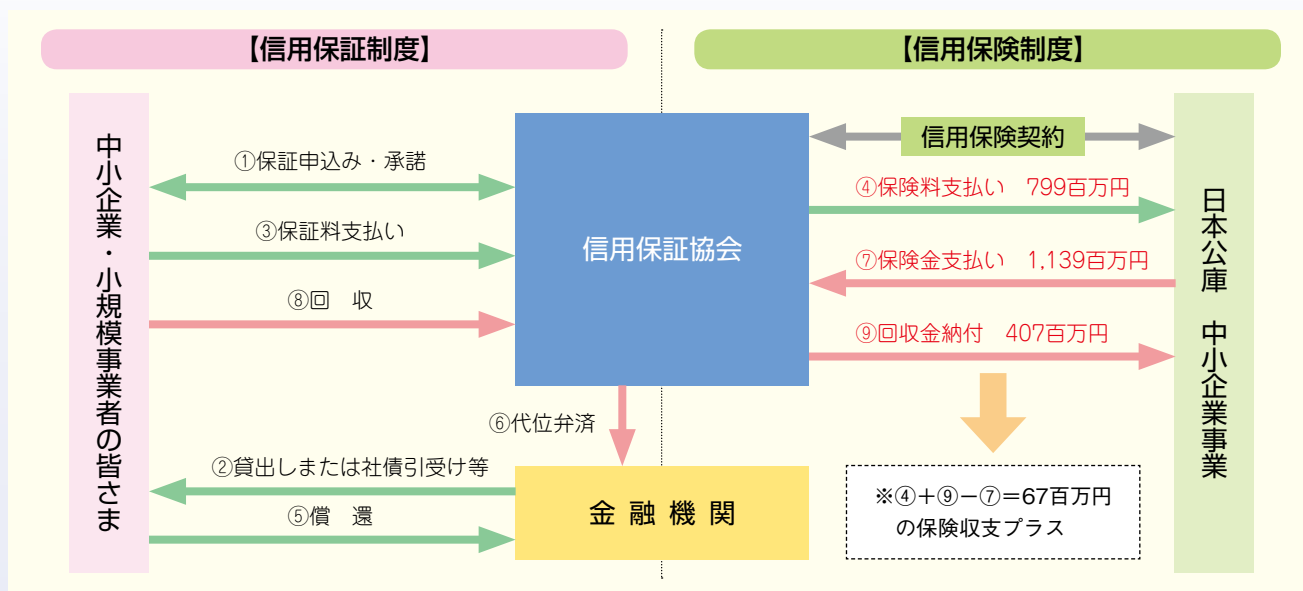 【信用保証制度】
【信用保険制度】
中小企業・小規模事業者の皆さま
①保証申込み・承諾
③保証料支払い
⑧回　収
信用保証協会
⑥代位弁済
②貸出しまたは社債引受け等
⑤償　還
金融機関
信用保険契約
④保険料支払い　799百万円
⑦保険金支払い　1,139百万円
⑨回収金納付　407百万円
※④＋⑨－⑦＝67百万円
の保険収支プラス
日本公庫　中小企業事業